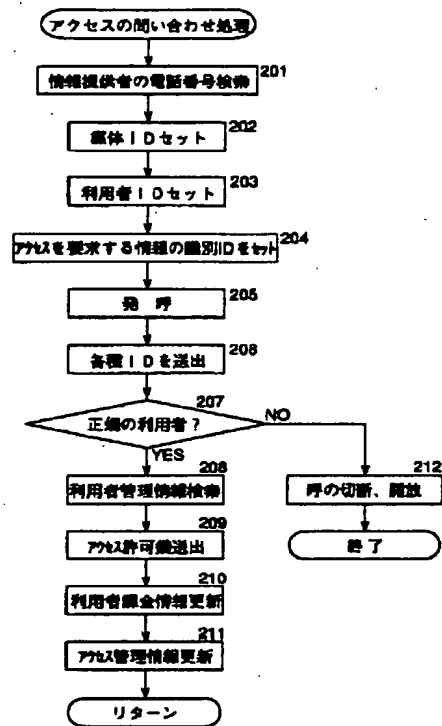 アクセスの問い合わせ処理
201
情報提供者の電話番号検索
202
媒体IDセット
203
利用者IDセット
204
アクセスを要求する情報の識別IDをセット
205
発 呼
206
各種IDを送出
207
正規の利用者?
NO
YES
208
利用者管理情報検索
212
呼の切断、開放
209
アクセス許可鍵送出
終了
210
利用者課金情報更新
211
アクセス管理情報更新
リターン